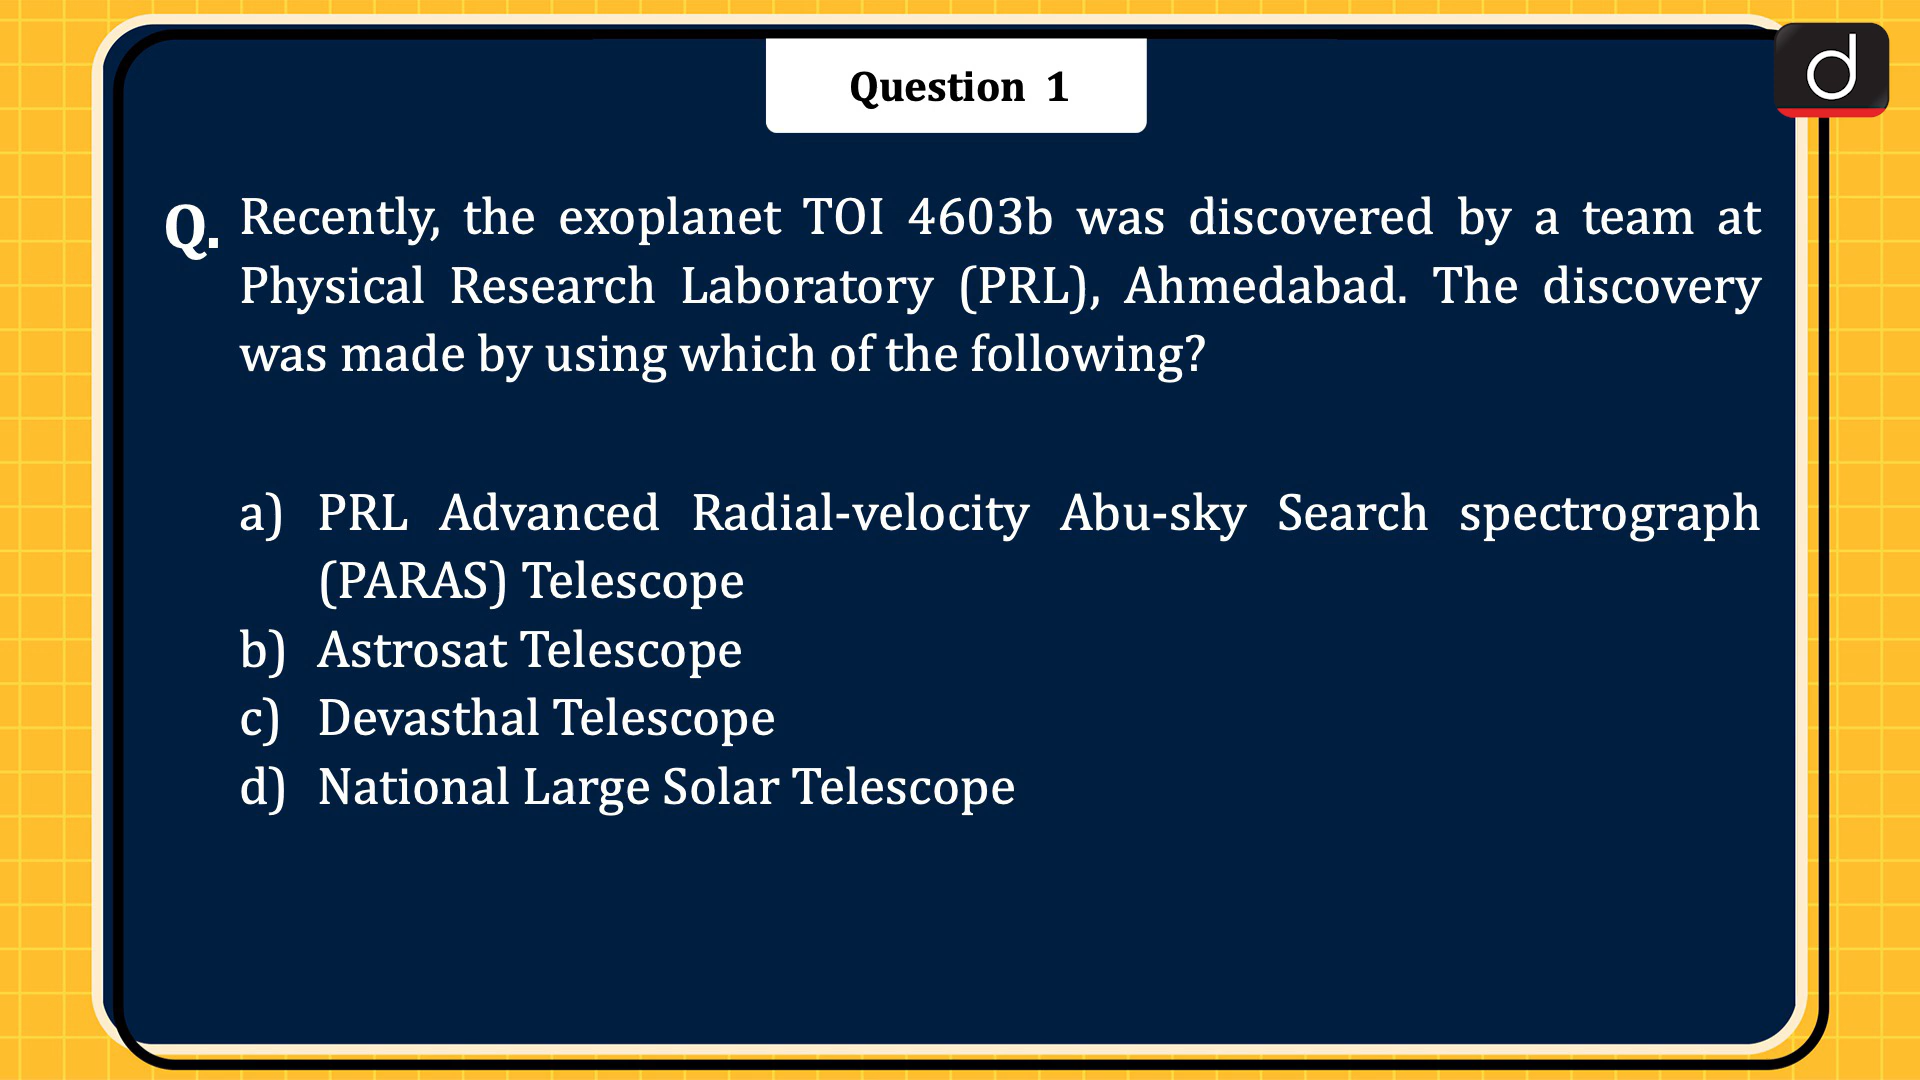 Question 1
Q. Recently, the exoplanet TOI 4603b was discovered by a team at
Physical Research Laboratory (PRL), Ahmedabad. The discovery
was made by using which of the following?
a) PRL Advanced Radial-velocity Abu-sky Search spectrograph
(PARAS) Telescope
b) Astrosat Telescope
c) Devasthal Telescope
d) National Large Solar Telescope
d